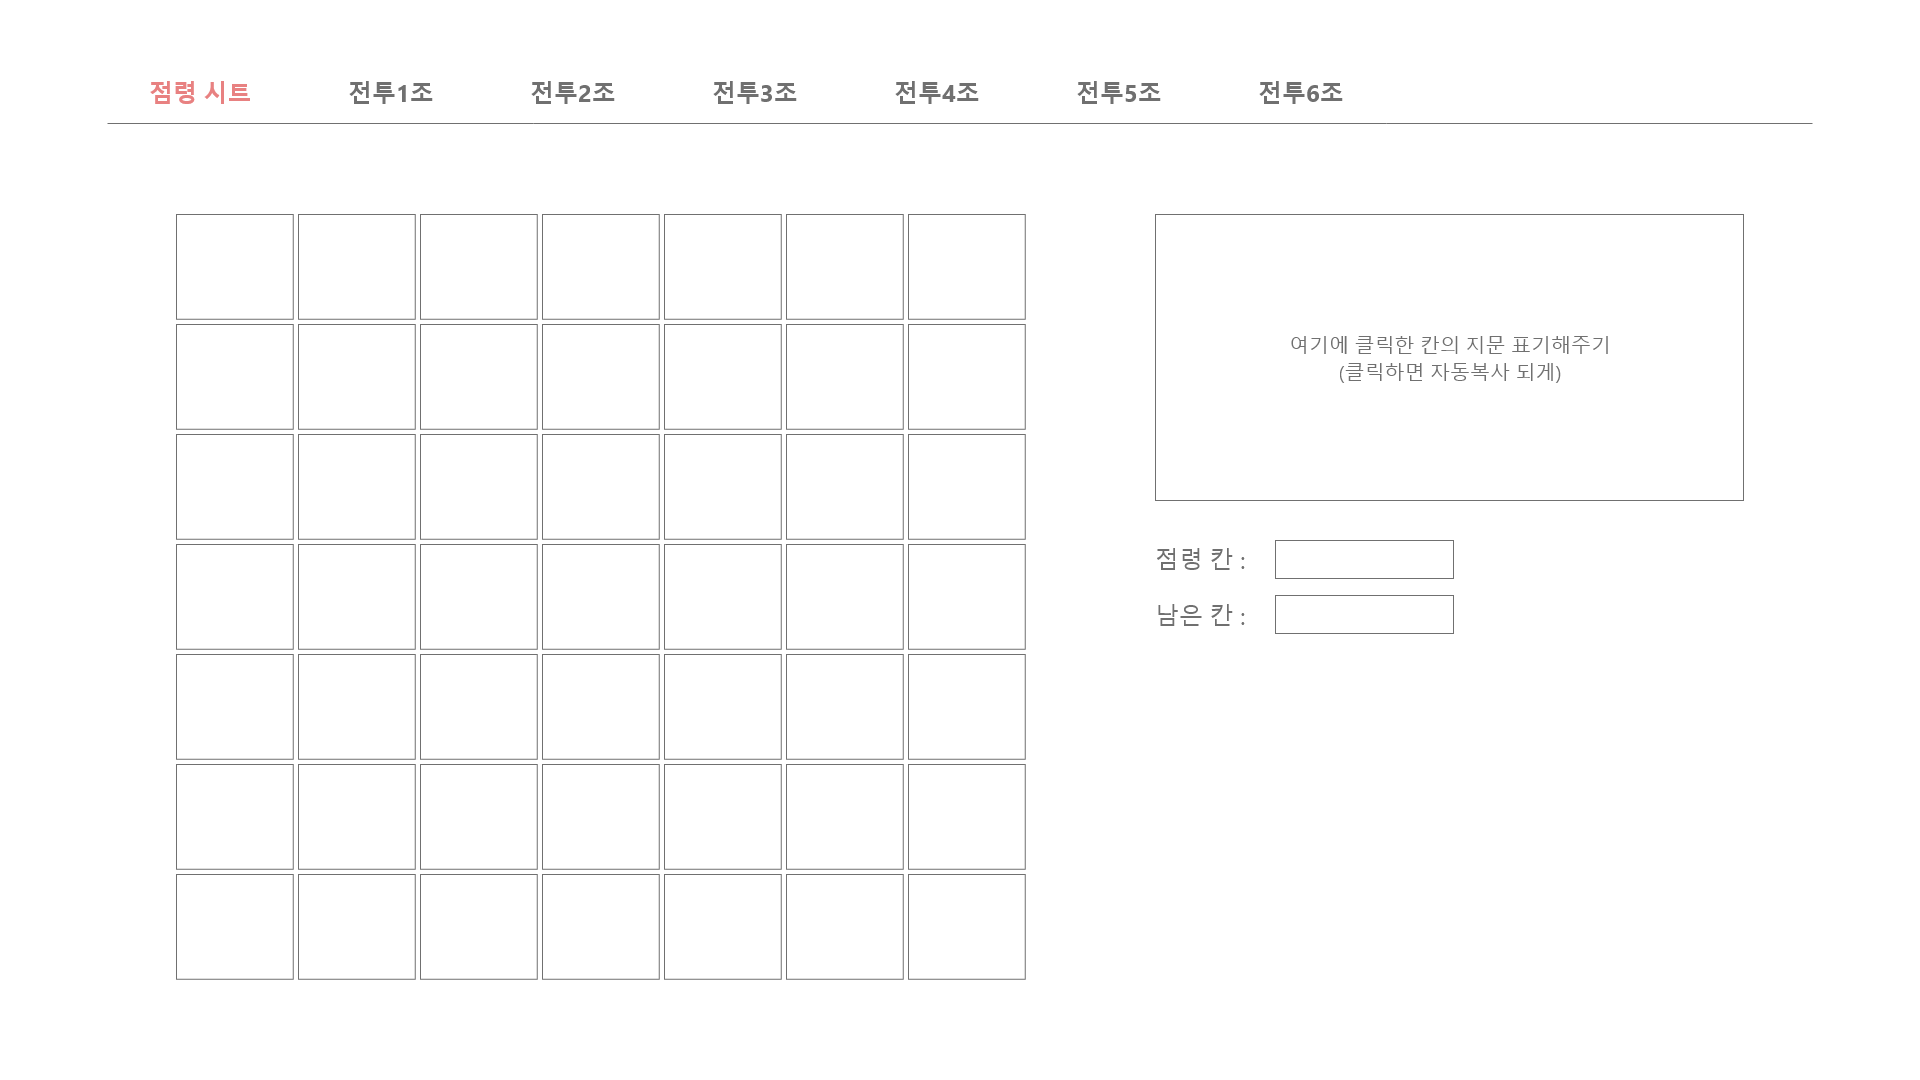 점령 시트 전투1조 전투2조 전투3조 전투4조 전투5조 전투6조
여기에 클릭한 칸의 지문 표기해주기
(클릭하면 자동복사 되게)
점령 칸 :
남은 칸 :